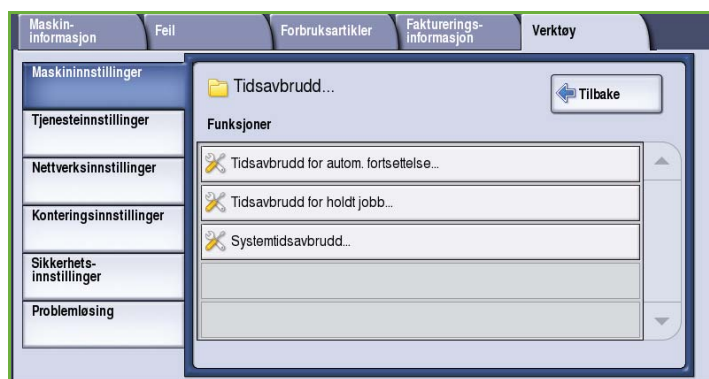 Maskin-
informasjon
Feil
Forbruksartikler
Fakturerings-
informasjon
Verktøy
Maskininnstillinger
Tjenesteinnstillinger
Nettverksinnstillinger
Konteringsinnstillinger
Sikkerhets-
innstillinger
Problemløsing
Tidsavbrudd...
Tilbake
Funksjoner
Tidsavbrudd for autom. fortsettelse...
Tidsavbrudd for holdt jobb...
Systemtidsavbrudd...